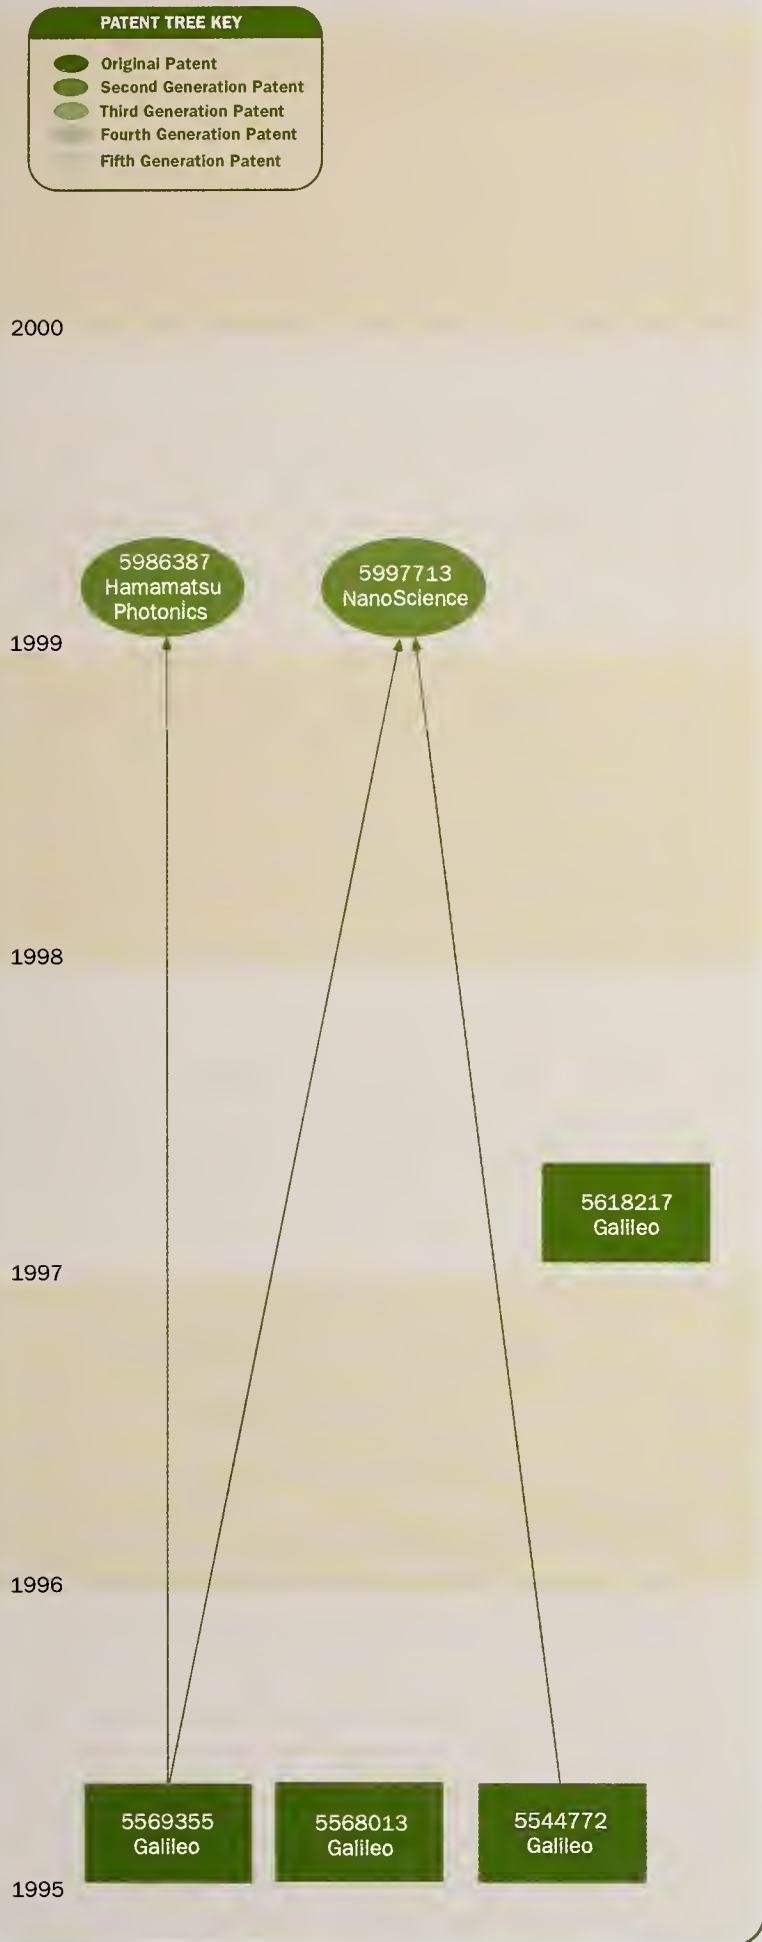 PATENT TREE KEY
Original Patent
Second Generation Patent
Third Generation Patent
Fourth Generation Patent
Fifth Generation Patent
2000
5986387
Hamamatsu
Photonics
5997713
NanoScience
1999
1998
5618217
Galileo
1997
1996
5569355
Galileo
5568013
Galileo
5544772
Galileo
1995